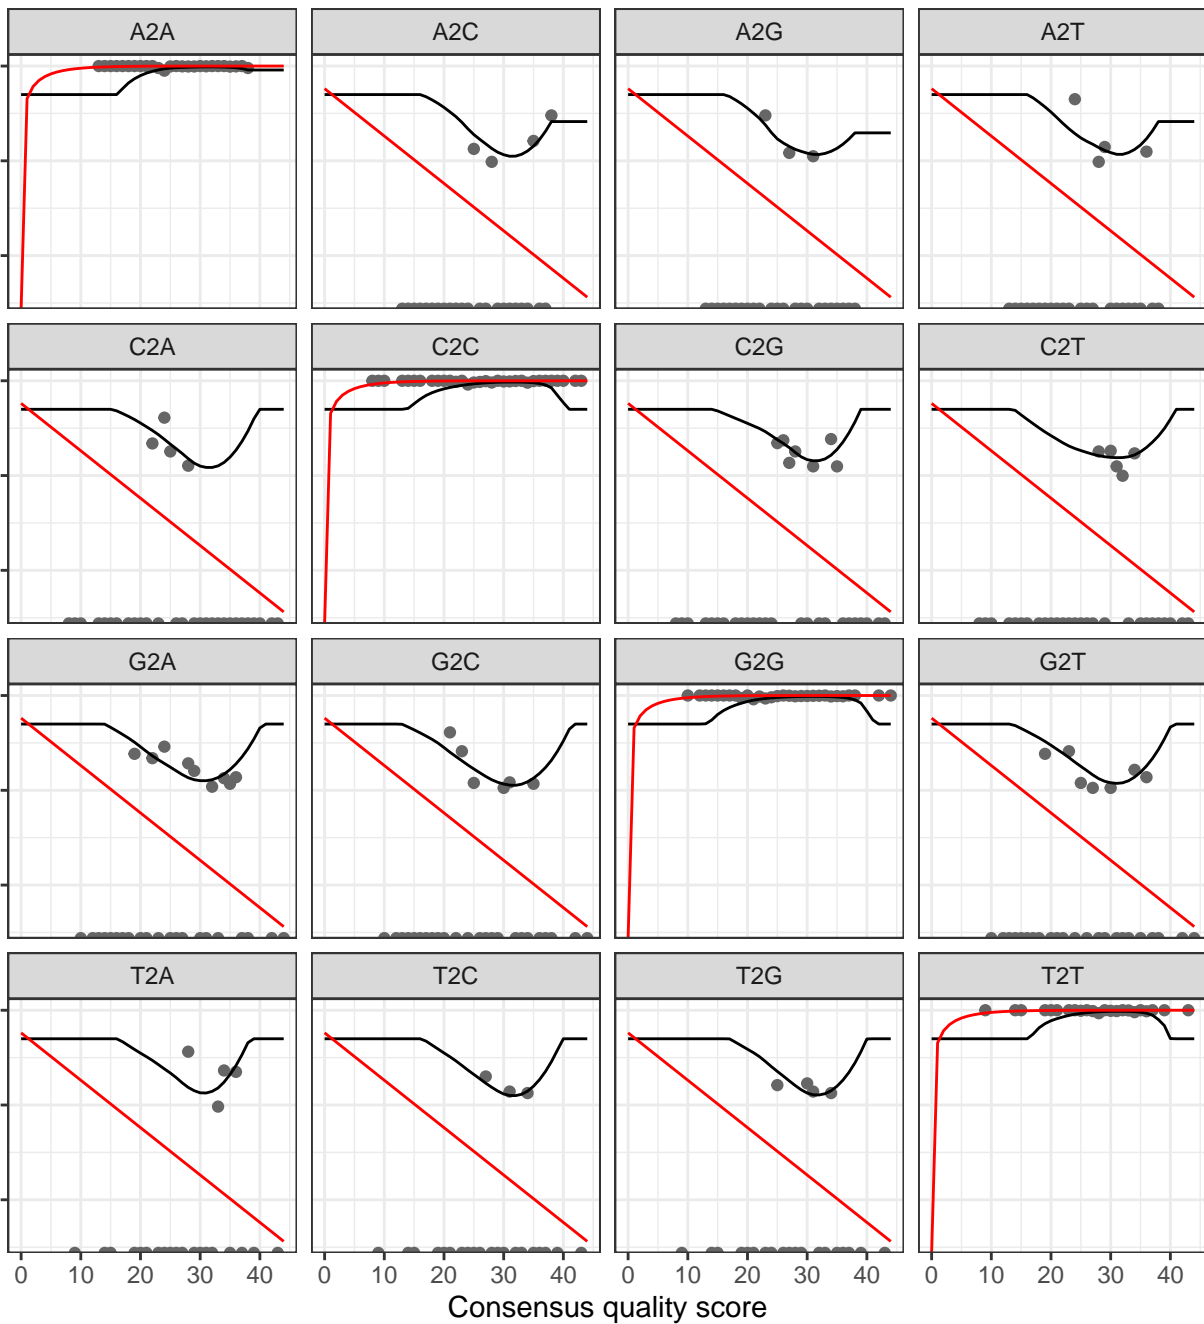 A2A A2C A2G A2T
C2A C2C C2G C2T
G2A G2C G2G G2T
T2A T2C T2G T2T
0 10 20 30 40 0 10 20 30 40 0 10 20 30 40 0 10 20 30 40
Consensus quality score